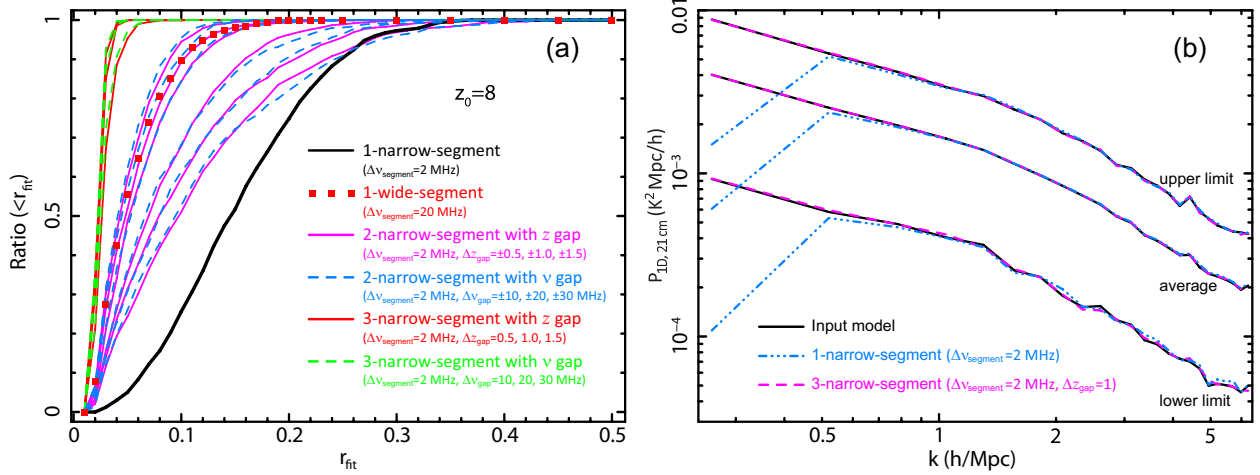 (a)
z₀=8
1-narrow-segment
(Δν_segment=2 MHz)
1-wide-segment
(Δν_segment=20 MHz)
2-narrow-segment with z gap
(Δν_segment=2 MHz, Δz_gap=±0.5, ±1.0, ±1.5)
2-narrow-segment with ν gap
(Δν_segment=2 MHz, Δν_gap=±10, ±20, ±30 MHz)
3-narrow-segment with z gap
(Δν_segment=2 MHz, Δz_gap=0.5, 1.0, 1.5)
3-narrow-segment with ν gap
(Δν_segment=2 MHz, Δν_gap=10, 20, 30 MHz)
Ratio (<r_fit)
1
0.5
0
0 0.1 0.2 0.3 0.4 0.5
r_fit
(b)
upper limit
average
lower limit
Input model
1-narrow-segment (Δν_segment=2 MHz)
3-narrow-segment (Δν_segment=2 MHz, Δz_gap=1)
P_1D, 21 cm (K² Mpc/h)
0.01
10⁻³
10⁻⁴
0.5 1 2 5
k (h/Mpc)